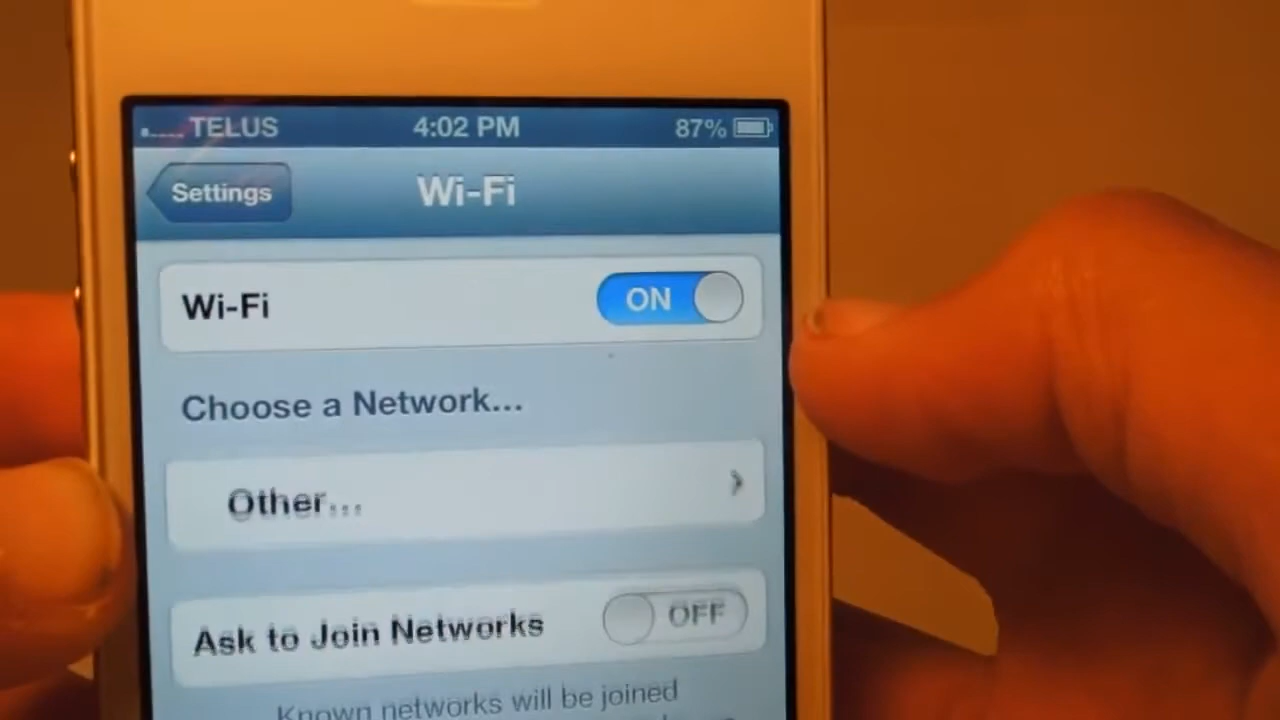 TELUS 4:02 PM 87%
Settings Wi-Fi
Wi-Fi ON
Choose a Network...
Other...
Ask to Join Networks OFF
Known networks will be joined